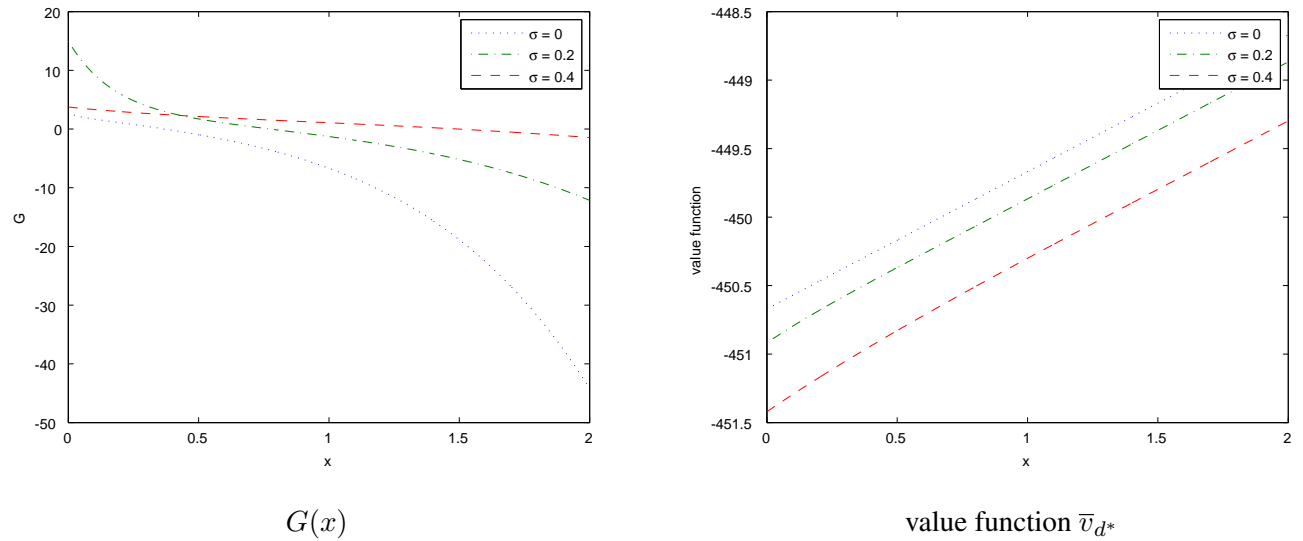 20
10
0
-10
-20
-30
-40
-50
G
0 0.5 1 1.5 2
x
σ = 0
σ = 0.2
σ = 0.4
G(x)
-448.5
-449
-449.5
-450
-450.5
-451
-451.5
value function
0 0.5 1 1.5 2
x
σ = 0
σ = 0.2
σ = 0.4
value function v̅_{d*}